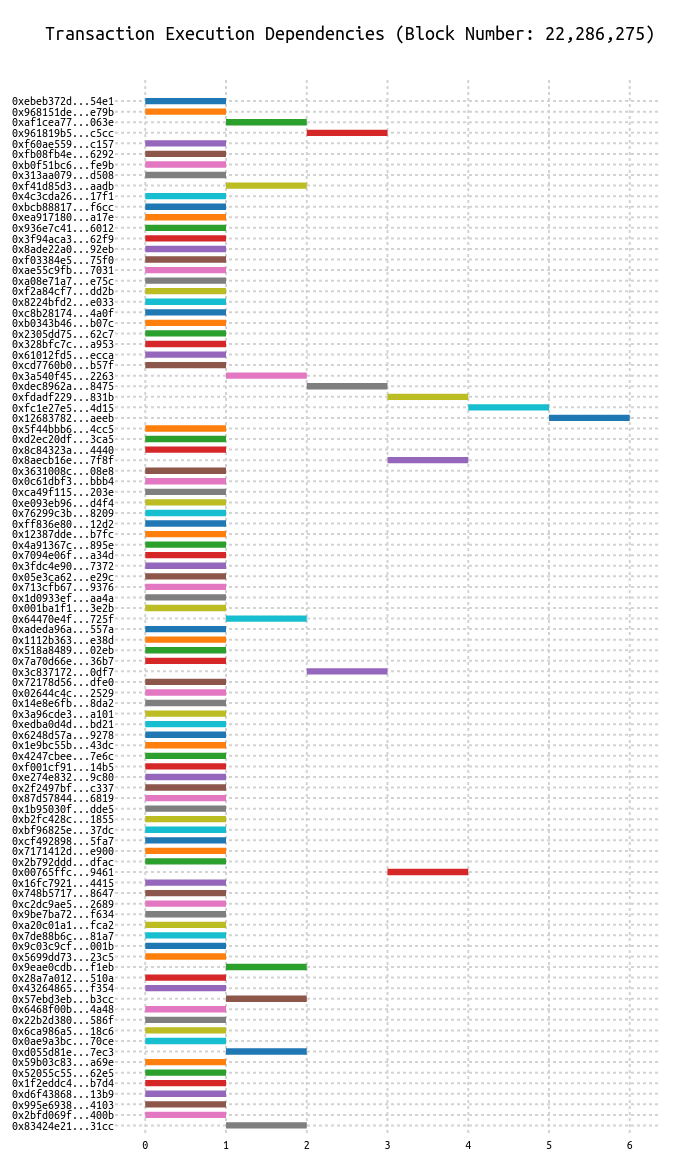 Transaction Execution Dependencies (Block Number: 22,286,275)
0xebeb372d...54e1
0x968151de...e79b
0xaf1cea77...063e
0x961819b5...c5cc
0xf60ae559...c157
0xfb08fb4e...6292
0xb0f51bc6...fe9b
0x313aa079...d508
0xf41d85d3...aadb
0x4c3cda26...17f1
0xbcb88817...f6cc
0xea917180...a17e
0x936e7c41...6012
0x3f94aca3...62f9
0x8ade22a0...92eb
0xf03384e5...75f0
0xae55c9fb...7031
0xa08e71a7...e75c
0xf2a84cf7...dd2b
0x8224bfd2...e033
0xc8b28174...4a0f
0xb0343b46...b07c
0x2305dd75...62c7
0x328bfc7c...a953
0x61012fd5...ecca
0xcd7760b0...b57f
0x3a540f45...2263
0xdec8962a...8475
0xfdadf229...831b
0xfc1e27e5...4d15
0x12683782...aeeb
0x5f44bbb6...4cc5
0xd2ec20df...3ca5
0x8c84323a...4440
0x8aecb16e...7f8f
0x3631008c...08e8
0x0c61dbf3...bbb4
0xca49f115...203e
0xe093eb96...d4f4
0x76299c3b...8209
0xff836e80...12d2
0x12387dde...b7fc
0x4a91367c...895e
0x7094e06f...a34d
0x3fdc4e90...7372
0x05e3ca62...e29c
0x713cfb67...9376
0x1d0933ef...aa4a
0x001ba1f1...3e2b
0x64470e4f...725f
0xadeda96a...557a
0x1112b363...e38d
0x518a8489...02eb
0x7a70d66e...36b7
0x3c837172...0df7
0x72178d56...dfe0
0x02644c4c...2529
0x14e8e6fb...8da2
0x3a96cde3...a101
0xedba0d4d...bd21
0x6248d57a...9278
0x1e9bc55b...43dc
0x4247cbee...7e6c
0xf001cf91...14b5
0xe274e832...9c80
0x2f2497bf...c337
0x87d57844...6819
0x1b95030f...dde5
0xb2fc428c...1855
0xbf96825e...37dc
0xcf492898...5fa7
0x7171412d...e900
0x2b792ddd...dfac
0x00765ffc...9461
0x16fc7921...4415
0x748b5717...8647
0xc2dc9ae5...2689
0x9be7ba72...f634
0xa20c01a1...fca2
0x7de88b6c...81a7
0x9c03c9cf...001b
0x5699dd73...23c5
0x9eae0cdb...f1eb
0x28a7a012...510a
0x43264865...f354
0x57ebd3eb...b3cc
0x6468f00b...4a48
0x22b2d380...586f
0x6ca986a5...18c6
0x0ae9a3bc...70ce
0xd055d81e...7ec3
0x59b03c83...a69e
0x52055c55...62e5
0x1f2eddc4...b7d4
0xd6f43868...13b9
0x995e6938...4103
0x2bfd069f...400b
0x83424e21...31cc
0 1 2 3 4 5 6